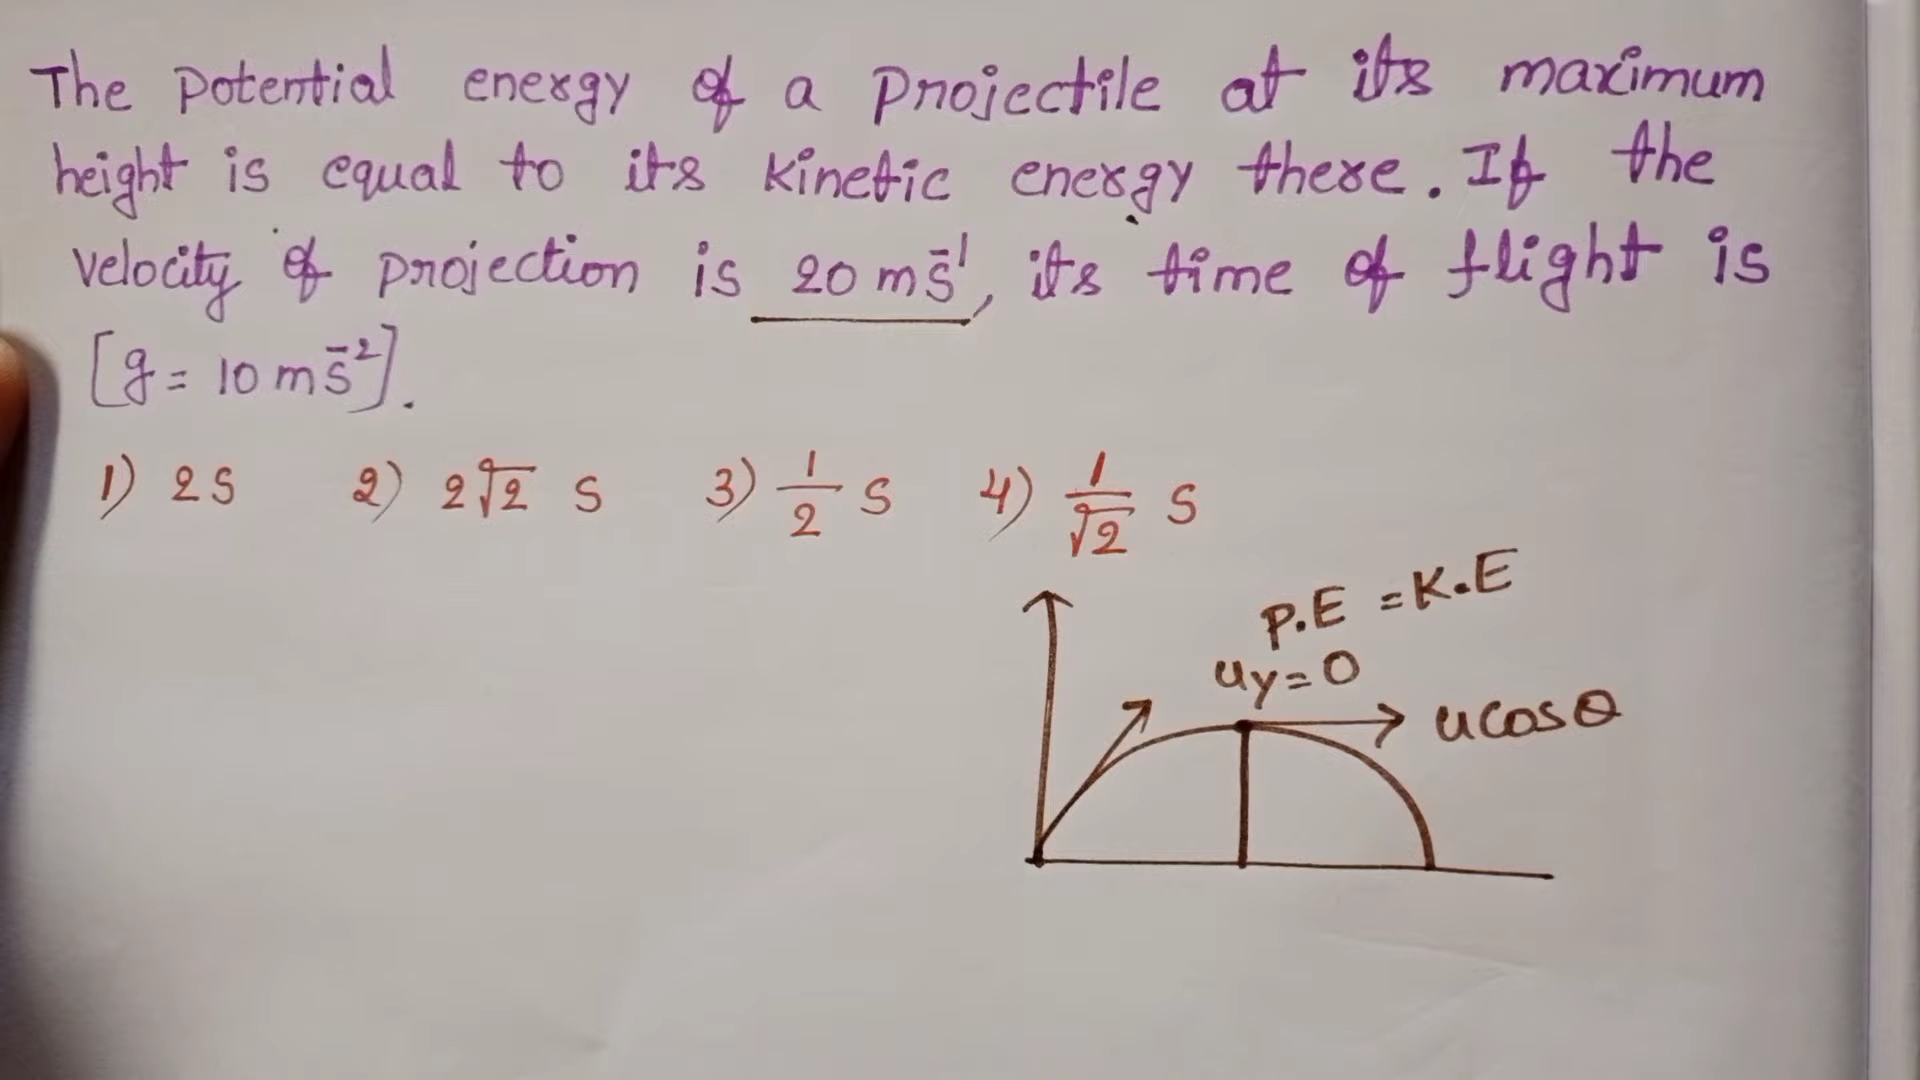 The potential energy of a projectile at its maximum
height is equal to its kinetic energy there. If the
velocity of projection is 20 ms⁻¹, its time of flight is
[g = 10 ms⁻²].
1) 2 s 2) 2√2 s 3) 1/2 s 4) 1/√2 s
P.E = K.E
uy = 0
u cos θ